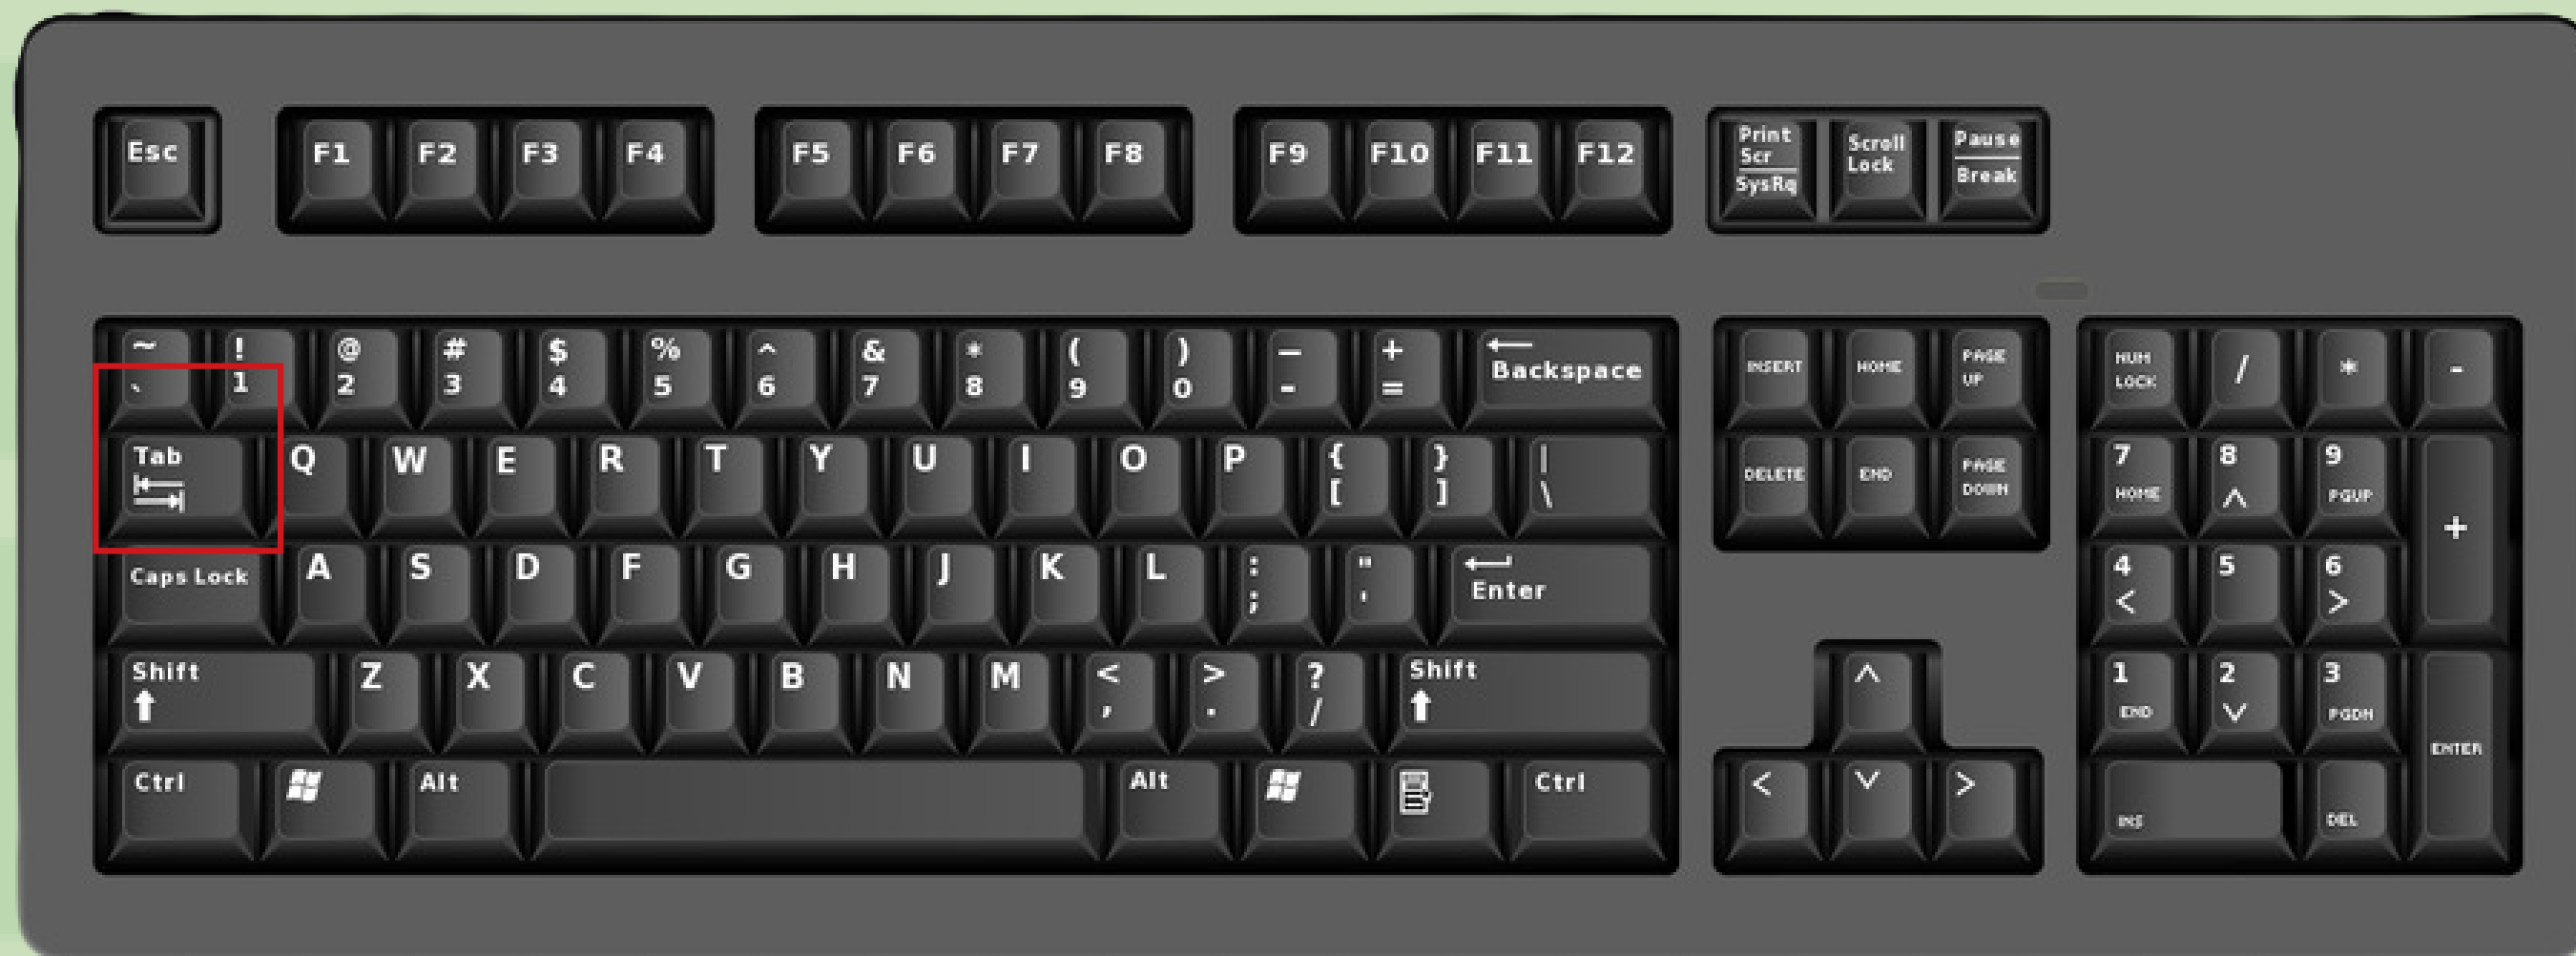 Esc F1 F2 F3 F4 F5 F6 F7 F8 F9 F10 F11 F12 Print Scr SysRq Scroll Lock Pause Break
~ ! @ # $ % ^ & * ( ) — + ← Backspace INSERT HOME PAGE UP NUM LOCK / * -
` 1 2 3 4 5 6 7 8 9 0 - =
Tab Q W E R T Y U I O P { } | DELETE END PAGE DOWN 7 8 9 +
[ ] \ HOME ^ PGUP
Caps Lock A S D F G H J K L : " Enter 4 5 6
; ' < >
Shift Z X C V B N M < > ? Shift ^ 1 2 3 ENTER
, . / END v PGDN
Ctrl Alt Alt Ctrl < v > INS DEL